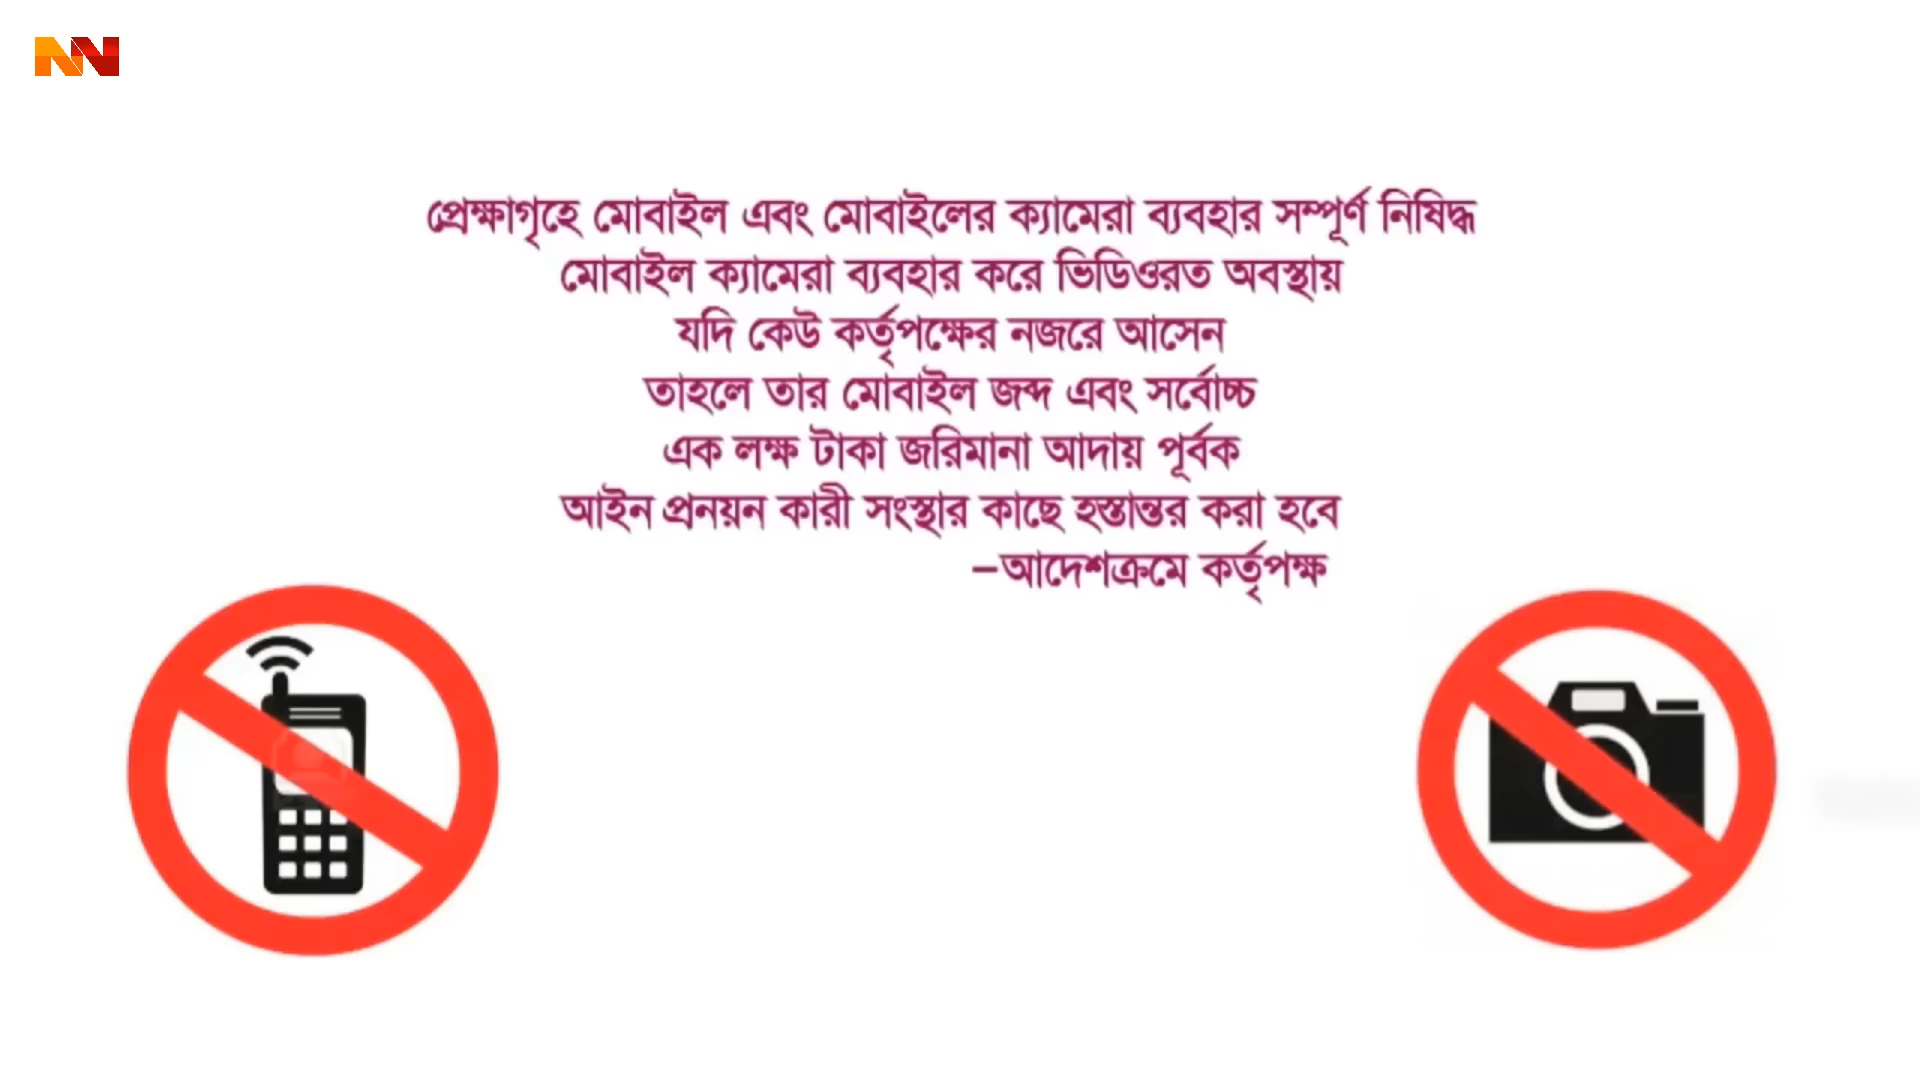 NN
প্রেক্ষাগৃহে মোবাইল এবং মোবাইলের ক্যামেরা ব্যবহার সম্পূর্ণ নিষিদ্ধ
মোবাইল ক্যামেরা ব্যবহার করে ভিডিওরত অবস্থায়
যদি কেউ কর্তৃপক্ষের নজরে আসেন
তাহলে তার মোবাইল জব্দ এবং সর্বোচ্চ
এক লক্ষ টাকা জরিমানা আদায় পূর্বক
আইন প্রনয়ন কারী সংস্থার কাছে হস্তান্তর করা হবে
–আদেশক্রমে কর্তৃপক্ষ